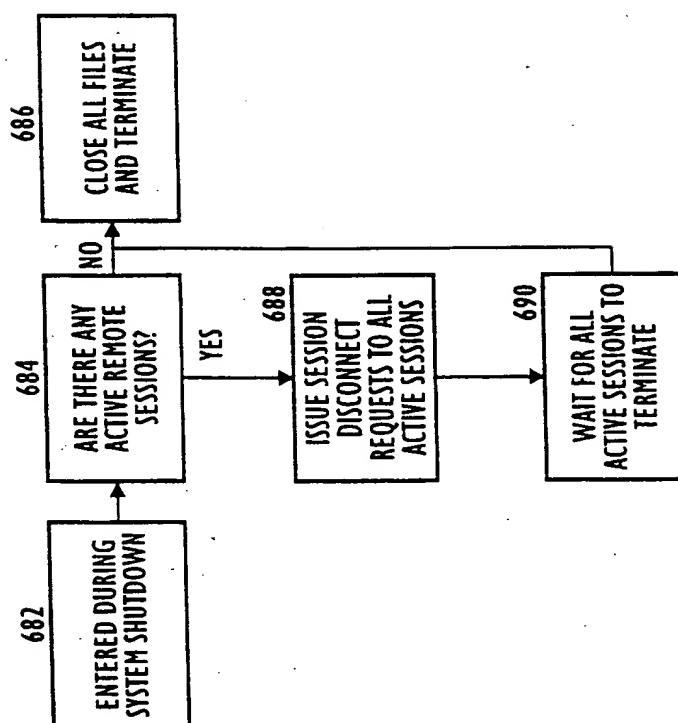 682
ENTERED DURING
SYSTEM SHUTDOWN
684
ARE THERE ANY
ACTIVE REMOTE
SESSIONS?
NO
686
CLOSE ALL FILES
AND TERMINATE
YES
688
ISSUE SESSION
DISCONNECT
REQUESTS TO ALL
ACTIVE SESSIONS
690
WAIT FOR ALL
ACTIVE SESSIONS TO
TERMINATE